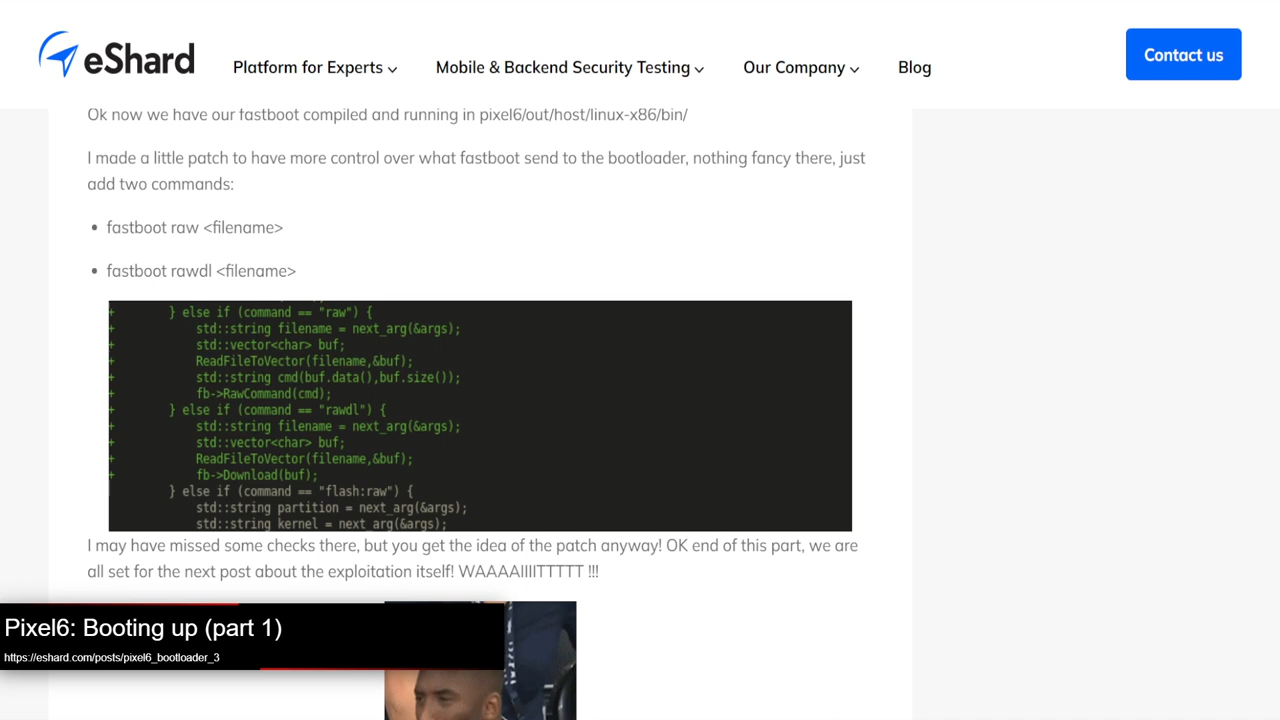 eShard
Platform for Experts
Mobile & Backend Security Testing
Our Company
Blog
Contact us
Ok now we have our fastboot compiled and running in pixel6/out/host/linux-x86/bin/
I made a little patch to have more control over what fastboot send to the bootloader, nothing fancy there, just
add two commands:
• fastboot raw <filename>
• fastboot rawdl <filename>
+ } else if (command == "raw") {
+ std::string filename = next_arg(&args);
+ std::vector<char> buf;
+ ReadFileToVector(filename,&buf);
+ std::string cmd(buf.data(),buf.size());
+ fb->RawCommand(cmd);
+ } else if (command == "rawdl") {
+ std::string filename = next_arg(&args);
+ std::vector<char> buf;
+ ReadFileToVector(filename,&buf);
+ fb->Download(buf);
} else if (command == "flash:raw") {
std::string partition = next_arg(&args);
std::string kernel = next_arg(&args);
I may have missed some checks there, but you get the idea of the patch anyway! OK end of this part, we are
all set for the next post about the exploitation itself! WAAAAIIIITTTTT !!!
Pixel6: Booting up (part 1)
https://eshard.com/posts/pixel6_bootloader_3